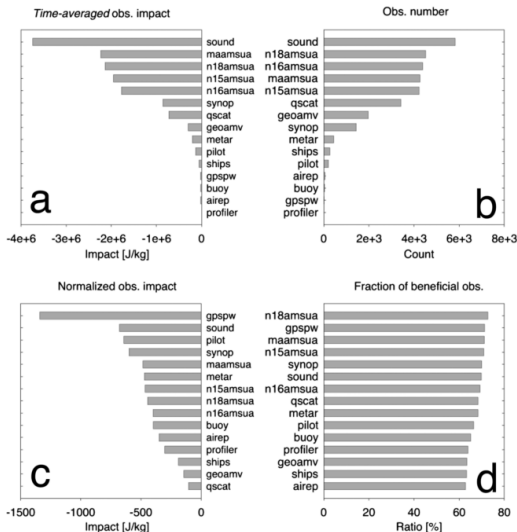 Time-averaged obs. impact
sound
maamsua
n18amsua
n15amsua
n16amsua
synop
qscat
geoamv
metar
pilot
ships
gpspw
buoy
airep
profiler
a
-4e+6 -3e+6 -2e+6 -1e+6 0
Impact [J/kg]
Obs. number
sound
n18amsua
n16amsua
maamsua
n15amsua
qscat
geoamv
synop
metar
ships
pilot
airep
buoy
gpspw
profiler
b
0 2e+3 4e+3 6e+3 8e+3
Count
Normalized obs. impact
gpspw
sound
pilot
synop
maamsua
metar
n15amsua
n18amsua
n16amsua
buoy
airep
profiler
ships
geoamv
qscat
c
-1500 -1000 -500 0
Impact [J/kg]
Fraction of beneficial obs.
n18amsua
gpspw
maamsua
n15amsua
synop
sound
n16amsua
qscat
metar
pilot
buoy
profiler
geoamv
ships
airep
d
0 20 40 60 80
Ratio [%]